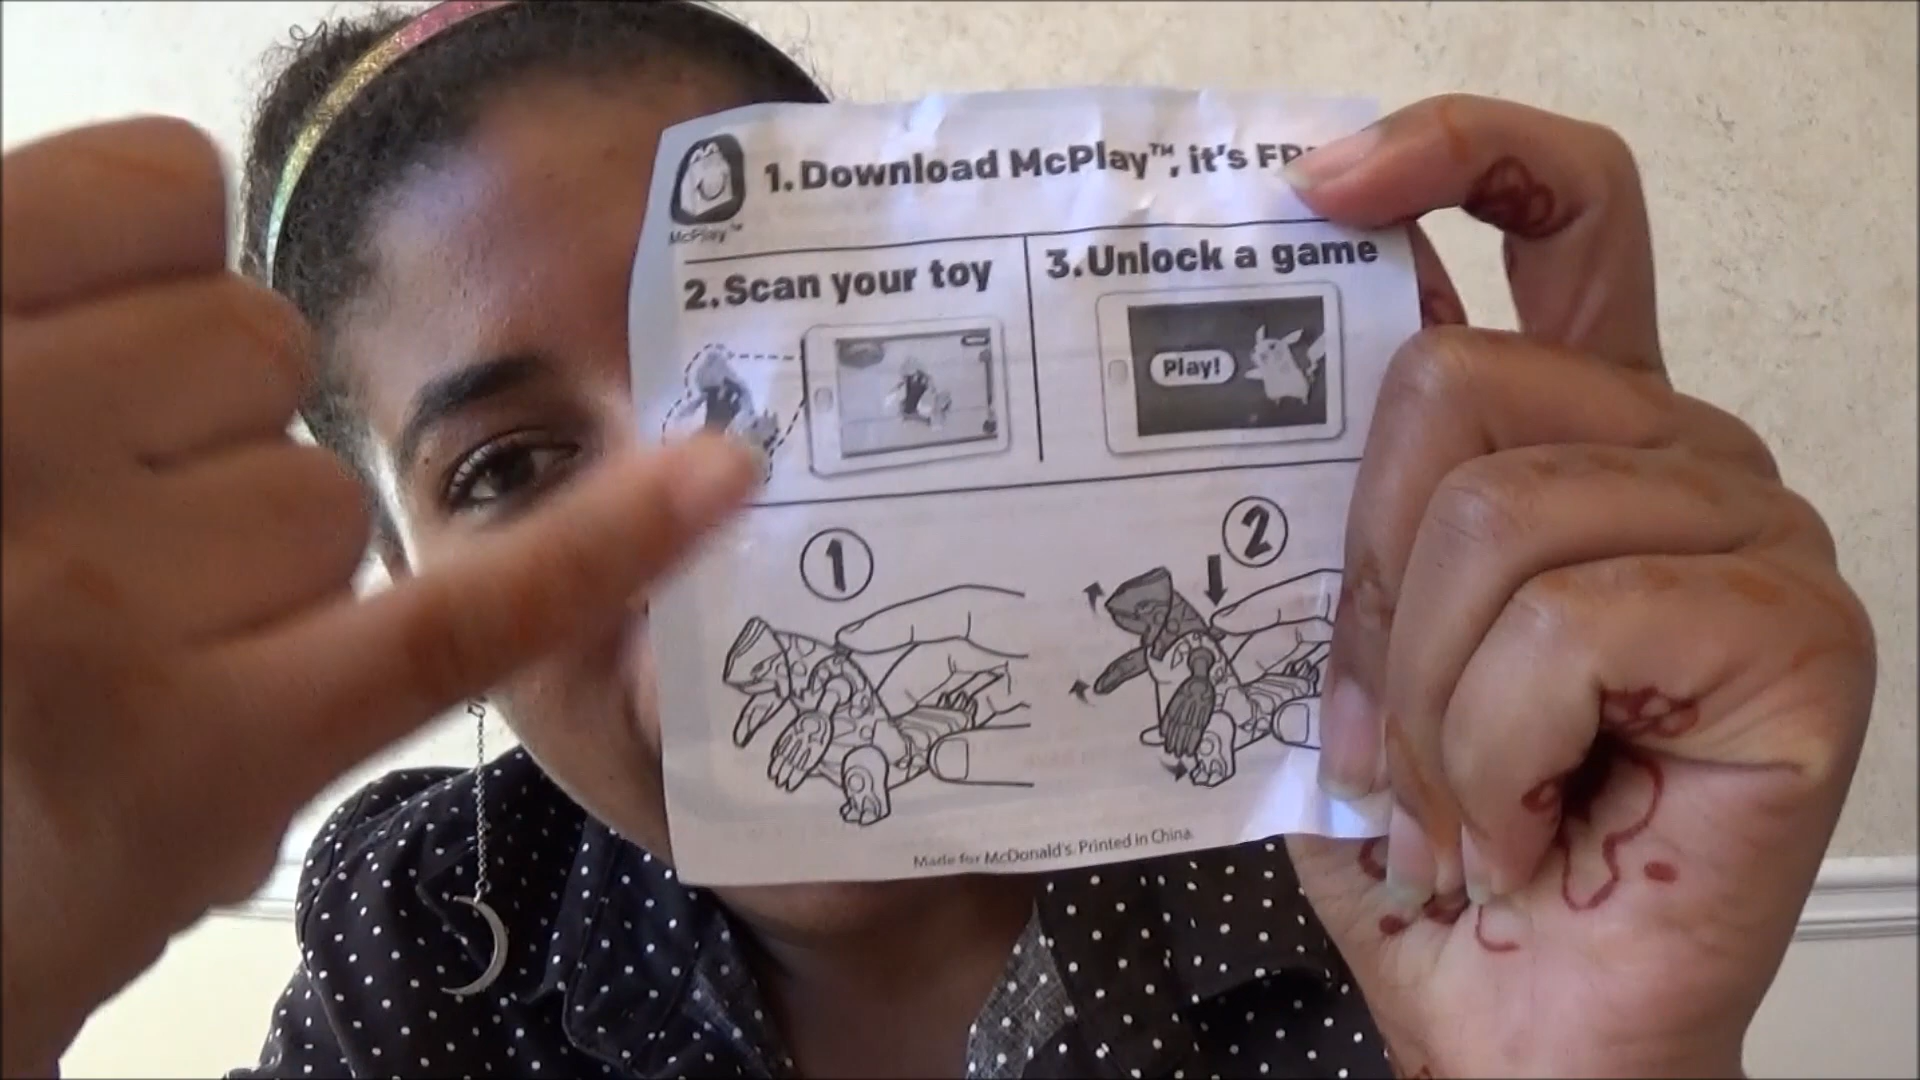 1. Download McPlay™, it's
McPlay™
2. Scan your toy
3. Unlock a game
Play!
1
2
Made for McDonald's. Printed in China.